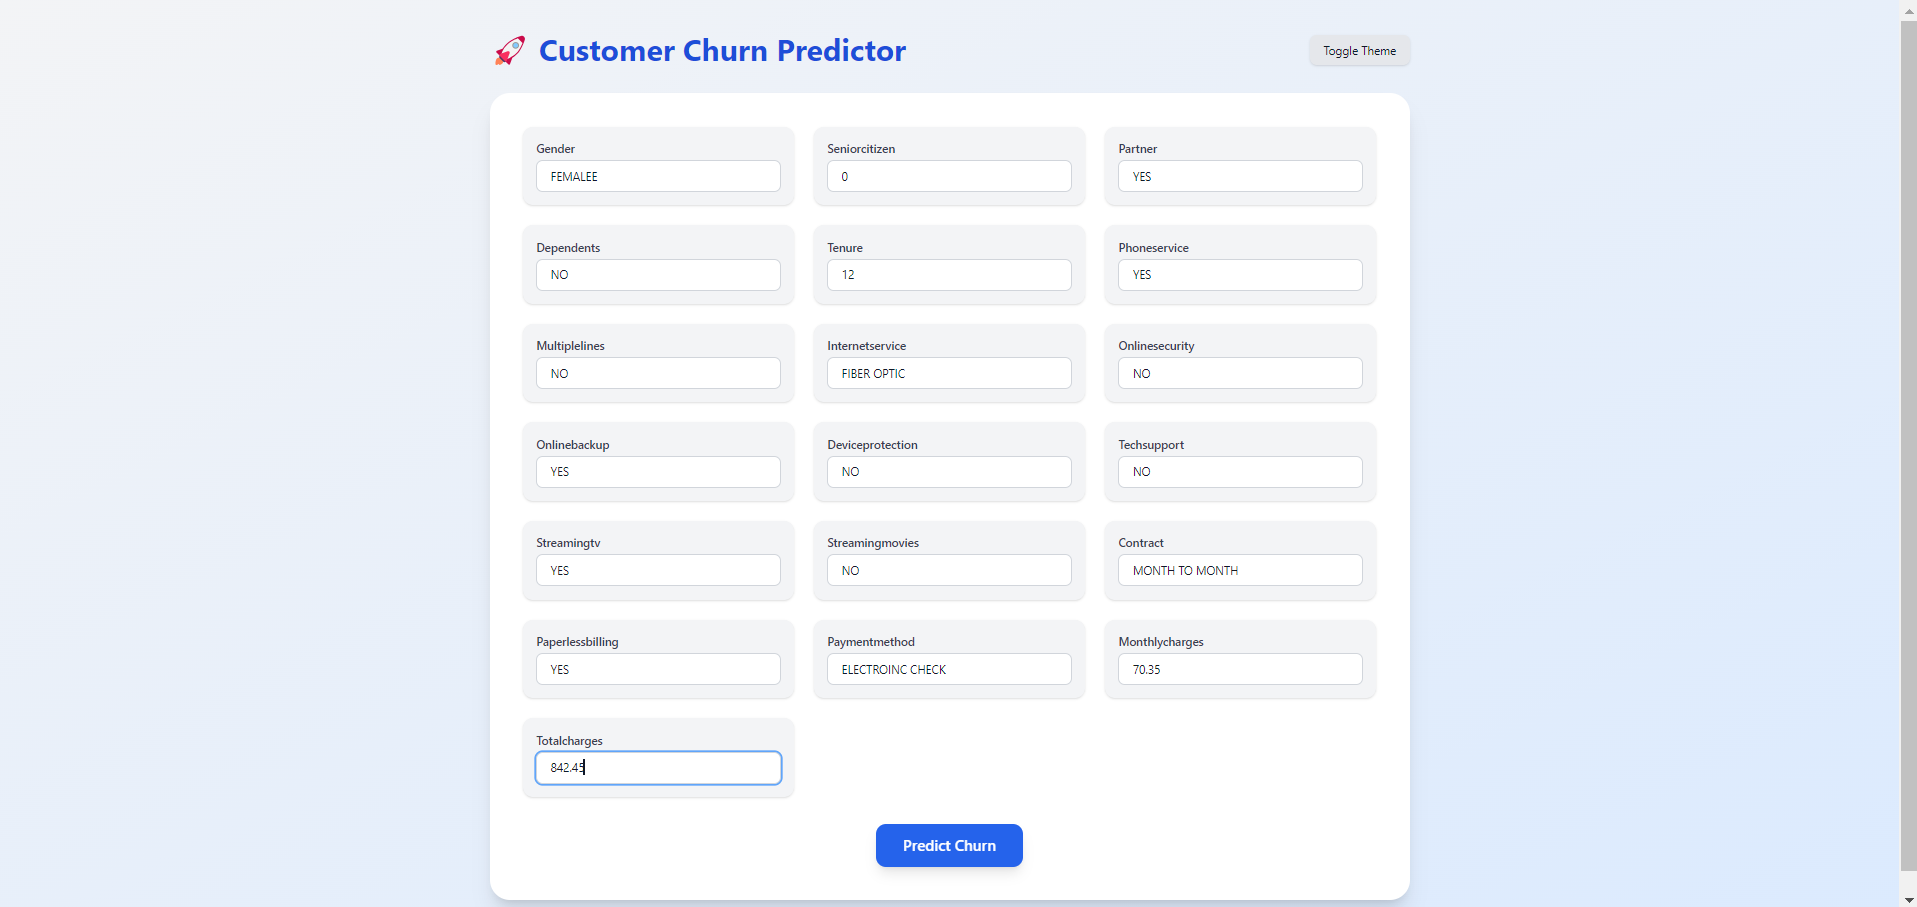 Customer Churn Predictor
Toggle Theme
Gender
FEMALEE
Seniorcitizen
0
Partner
YES
Dependents
NO
Tenure
12
Phoneservice
YES
Multiplelines
NO
Internetservice
FIBER OPTIC
Onlinesecurity
NO
Onlinebackup
YES
Deviceprotection
NO
Techsupport
NO
Streamingtv
YES
Streamingmovies
NO
Contract
MONTH TO MONTH
Paperlessbilling
YES
Paymentmethod
ELECTROINC CHECK
Monthlycharges
70.35
Totalcharges
842.45
Predict Churn